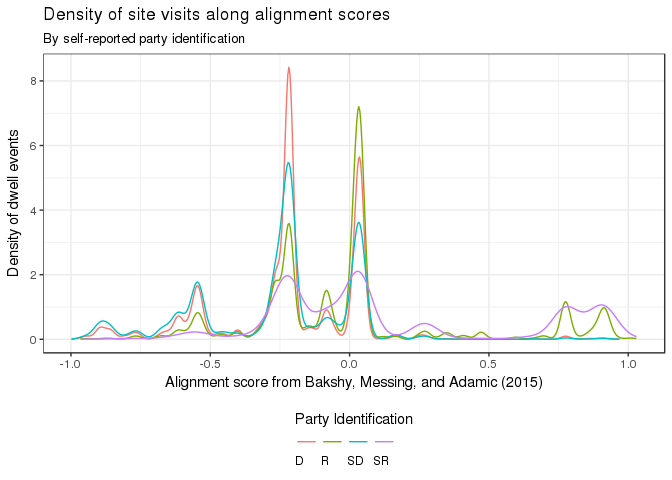 Density of site visits along alignment scores
By self-reported party identification
8
6
4
2
0
Density of dwell events
-1.0 -0.5 0.0 0.5 1.0
Alignment score from Bakshy, Messing, and Adamic (2015)
Party Identification
D R SD SR